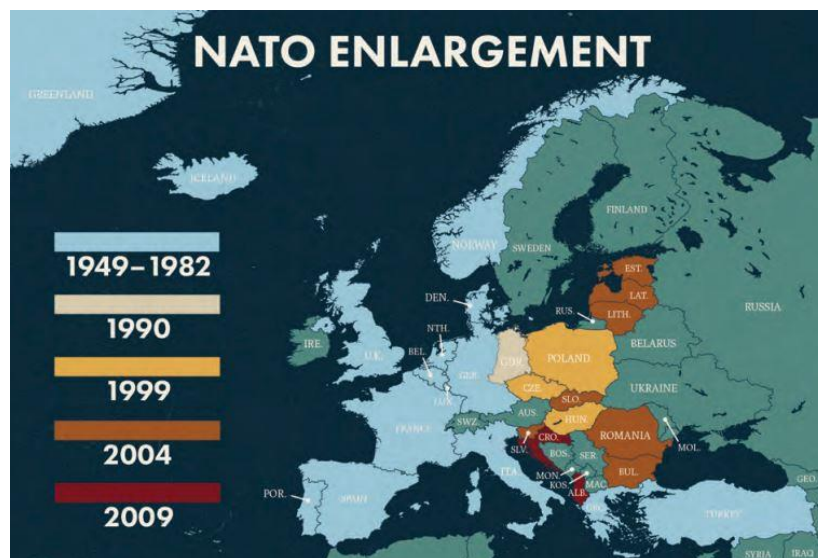 NATO ENLARGEMENT
GREENLAND
ICELAND
NORWAY
SWEDEN
FINLAND
RUSSIA
1949–1982
1990
1999
2004
2009
EST.
LAT.
LITH.
RUS.
DEN.
NTH.
BEL.
LUX.
IRE.
U.K.
GER.
GDR
POLAND
BELARUS
UKRAINE
CZE.
SLO.
AUS.
HUN.
SWZ.
FRANCE
SLV.
CRO.
BOS.
SER.
ROMANIA
MOL.
MON.
KOS.
MAC.
ALB.
BUL.
ITA.
GRC.
POR.
SPAIN
TURKEY
GEO.
SYRIA
IRAQ